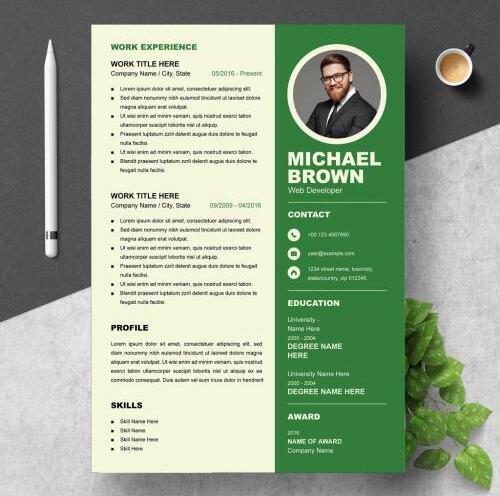 WORK EXPERIENCE
WORK TITLE HERE
Company Name / City, State 05/2016 - Present
Lorem ipsum dolor sit amet, consectetuer adipiscing elit.
Sed diam nonummy nibh euismod tincidunt ut laoreet dolore
magna aliquam erat volutpat.
Ut wisi enim ad minim veniam, quis nostrud exerci tation
ullamcorper suscipit lobortis nisl ut aliquip.
Praesent luptatum zzril delenit augue duis dolore te feugait
nulla facilisi.
Ut wisi enim ad minim veniam, quis nostrud exerci tation.
Blandit praesent luptatum zzril delenit augue duis dolore te
feugait nulla facilisi.
WORK TITLE HERE
Company Name / City, State 09/2009 - 04/2016
Lorem ipsum dolor sit amet, consectetuer adipiscing elit.
Sed diam nonummy nibh euismod tincidunt ut laoreet dolore
magna aliquam erat volutpat.
Ut wisi enim ad minim veniam, quis nostrud exerci tation
ullamcorper suscipit lobortis nisl ut aliquip.
Praesent luptatum zzril delenit augue duis dolore te feugait
nulla facilisi.
Ut wisi enim ad minim veniam, quis nostrud exerci tation.
Blandit praesent luptatum zzril delenit augue duis dolore te
feugait nulla facilisi.
PROFILE
Lorem ipsum dolor sit amet, consectetuer adipiscing elit, sed
diam nonummy nibh euismod tincidunt ut laoreet dolore magna
aliquam erat volutpat. Ut wisi enim ad minim veniam, quis nostrud
exerci tation ullamcorper suscipit lobortis nisl ut aliquip ex
ea commodo consequat. Duis autem vel eum iriure dolor in hendrerit
SKILLS
Skill Name Here
Skill Name
Skill Name
Skill Here
MICHAEL
BROWN
Web Developer
CONTACT
+00 123 4567890
user@example.com
1234 street name, town/city,
state/country, zip 012345.
EDUCATION
University -
Name Here
2000 - 2004
DEGREE NAME
HERE
University Name Here
2000 - 2004
DEGREE NAME HERE
AWARD
2016
NAME OF AWARD
Company Name